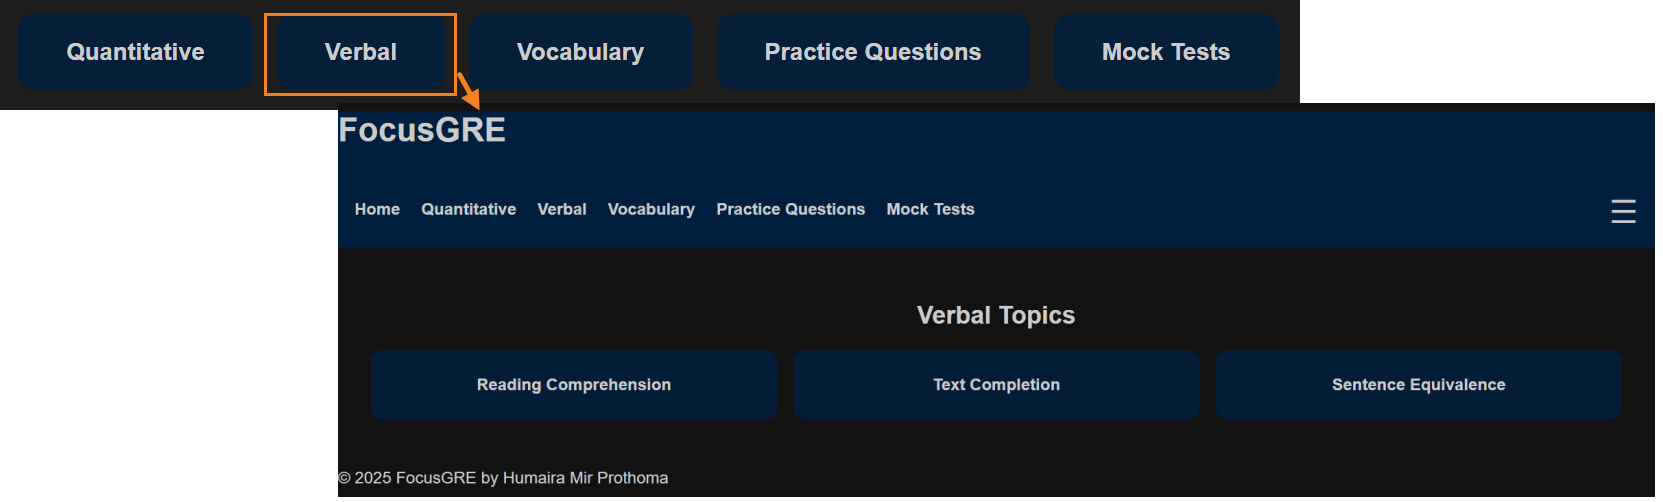 Quantitative Verbal Vocabulary Practice Questions Mock Tests
FocusGRE
Home Quantitative Verbal Vocabulary Practice Questions Mock Tests
Verbal Topics
Reading Comprehension Text Completion Sentence Equivalence
© 2025 FocusGRE by Humaira Mir Prothoma